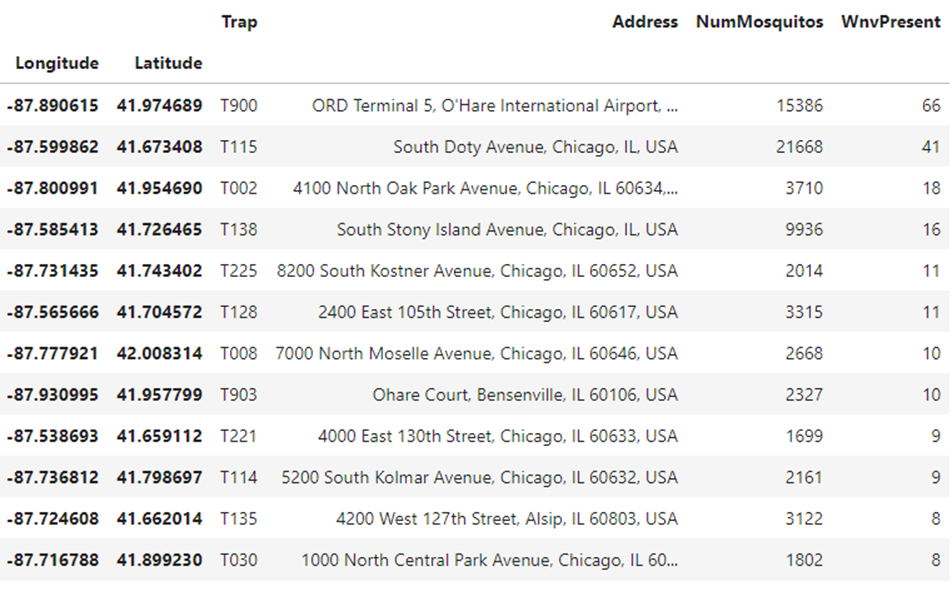 Trap Address NumMosquitos WnvPresent
Longitude Latitude
-87.890615 41.974689 T900 ORD Terminal 5, O'Hare International Airport, ... 15386 66
-87.599862 41.673408 T115 South Doty Avenue, Chicago, IL, USA 21668 41
-87.800991 41.954690 T002 4100 North Oak Park Avenue, Chicago, IL 60634,... 3710 18
-87.585413 41.726465 T138 South Stony Island Avenue, Chicago, IL, USA 9936 16
-87.731435 41.743402 T225 8200 South Kostner Avenue, Chicago, IL 60652, USA 2014 11
-87.565666 41.704572 T128 2400 East 105th Street, Chicago, IL 60617, USA 3315 11
-87.777921 42.008314 T008 7000 North Moselle Avenue, Chicago, IL 60646, USA 2668 10
-87.930995 41.957799 T903 Ohare Court, Bensenville, IL 60106, USA 2327 10
-87.538693 41.659112 T221 4000 East 130th Street, Chicago, IL 60633, USA 1699 9
-87.736812 41.798697 T114 5200 South Kolmar Avenue, Chicago, IL 60632, USA 2161 9
-87.724608 41.662014 T135 4200 West 127th Street, Alsip, IL 60803, USA 3122 8
-87.716788 41.899230 T030 1000 North Central Park Avenue, Chicago, IL 60... 1802 8